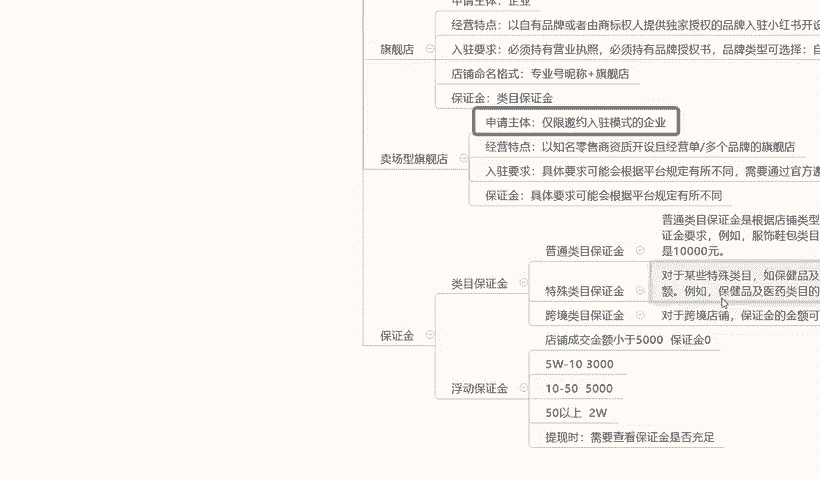 申请主体：企业
经营特点：以自有品牌或者由商标权人提供独家授权的品牌入驻小红书开设
旗舰店
入驻要求：必须持有营业执照，必须持有品牌授权书，品牌类型可选择：自
店铺命名格式：专业号昵称+旗舰店
保证金：类目保证金
申请主体：仅限邀约入驻模式的企业
经营特点：以知名零售商资质开设且经营单/多个品牌的旗舰店
卖场型旗舰店
入驻要求：具体要求可能会根据平台规定有所不同，需要通过官方邀
保证金：具体要求可能会根据平台规定有所不同
普通类目保证金是根据店铺类型
证金要求，例如，服饰鞋包类目
是10000元。
普通类目保证金
类目保证金
对于某些特殊类目，如保健品及
额。例如，保健品及医药类目的
特殊类目保证金
跨境类目保证金
对于跨境店铺，保证金的金额可
保证金
店铺成交金额小于5000 保证金0
5W-10 3000
浮动保证金
10-50 5000
50以上 2W
提现时：需要查看保证金是否充足